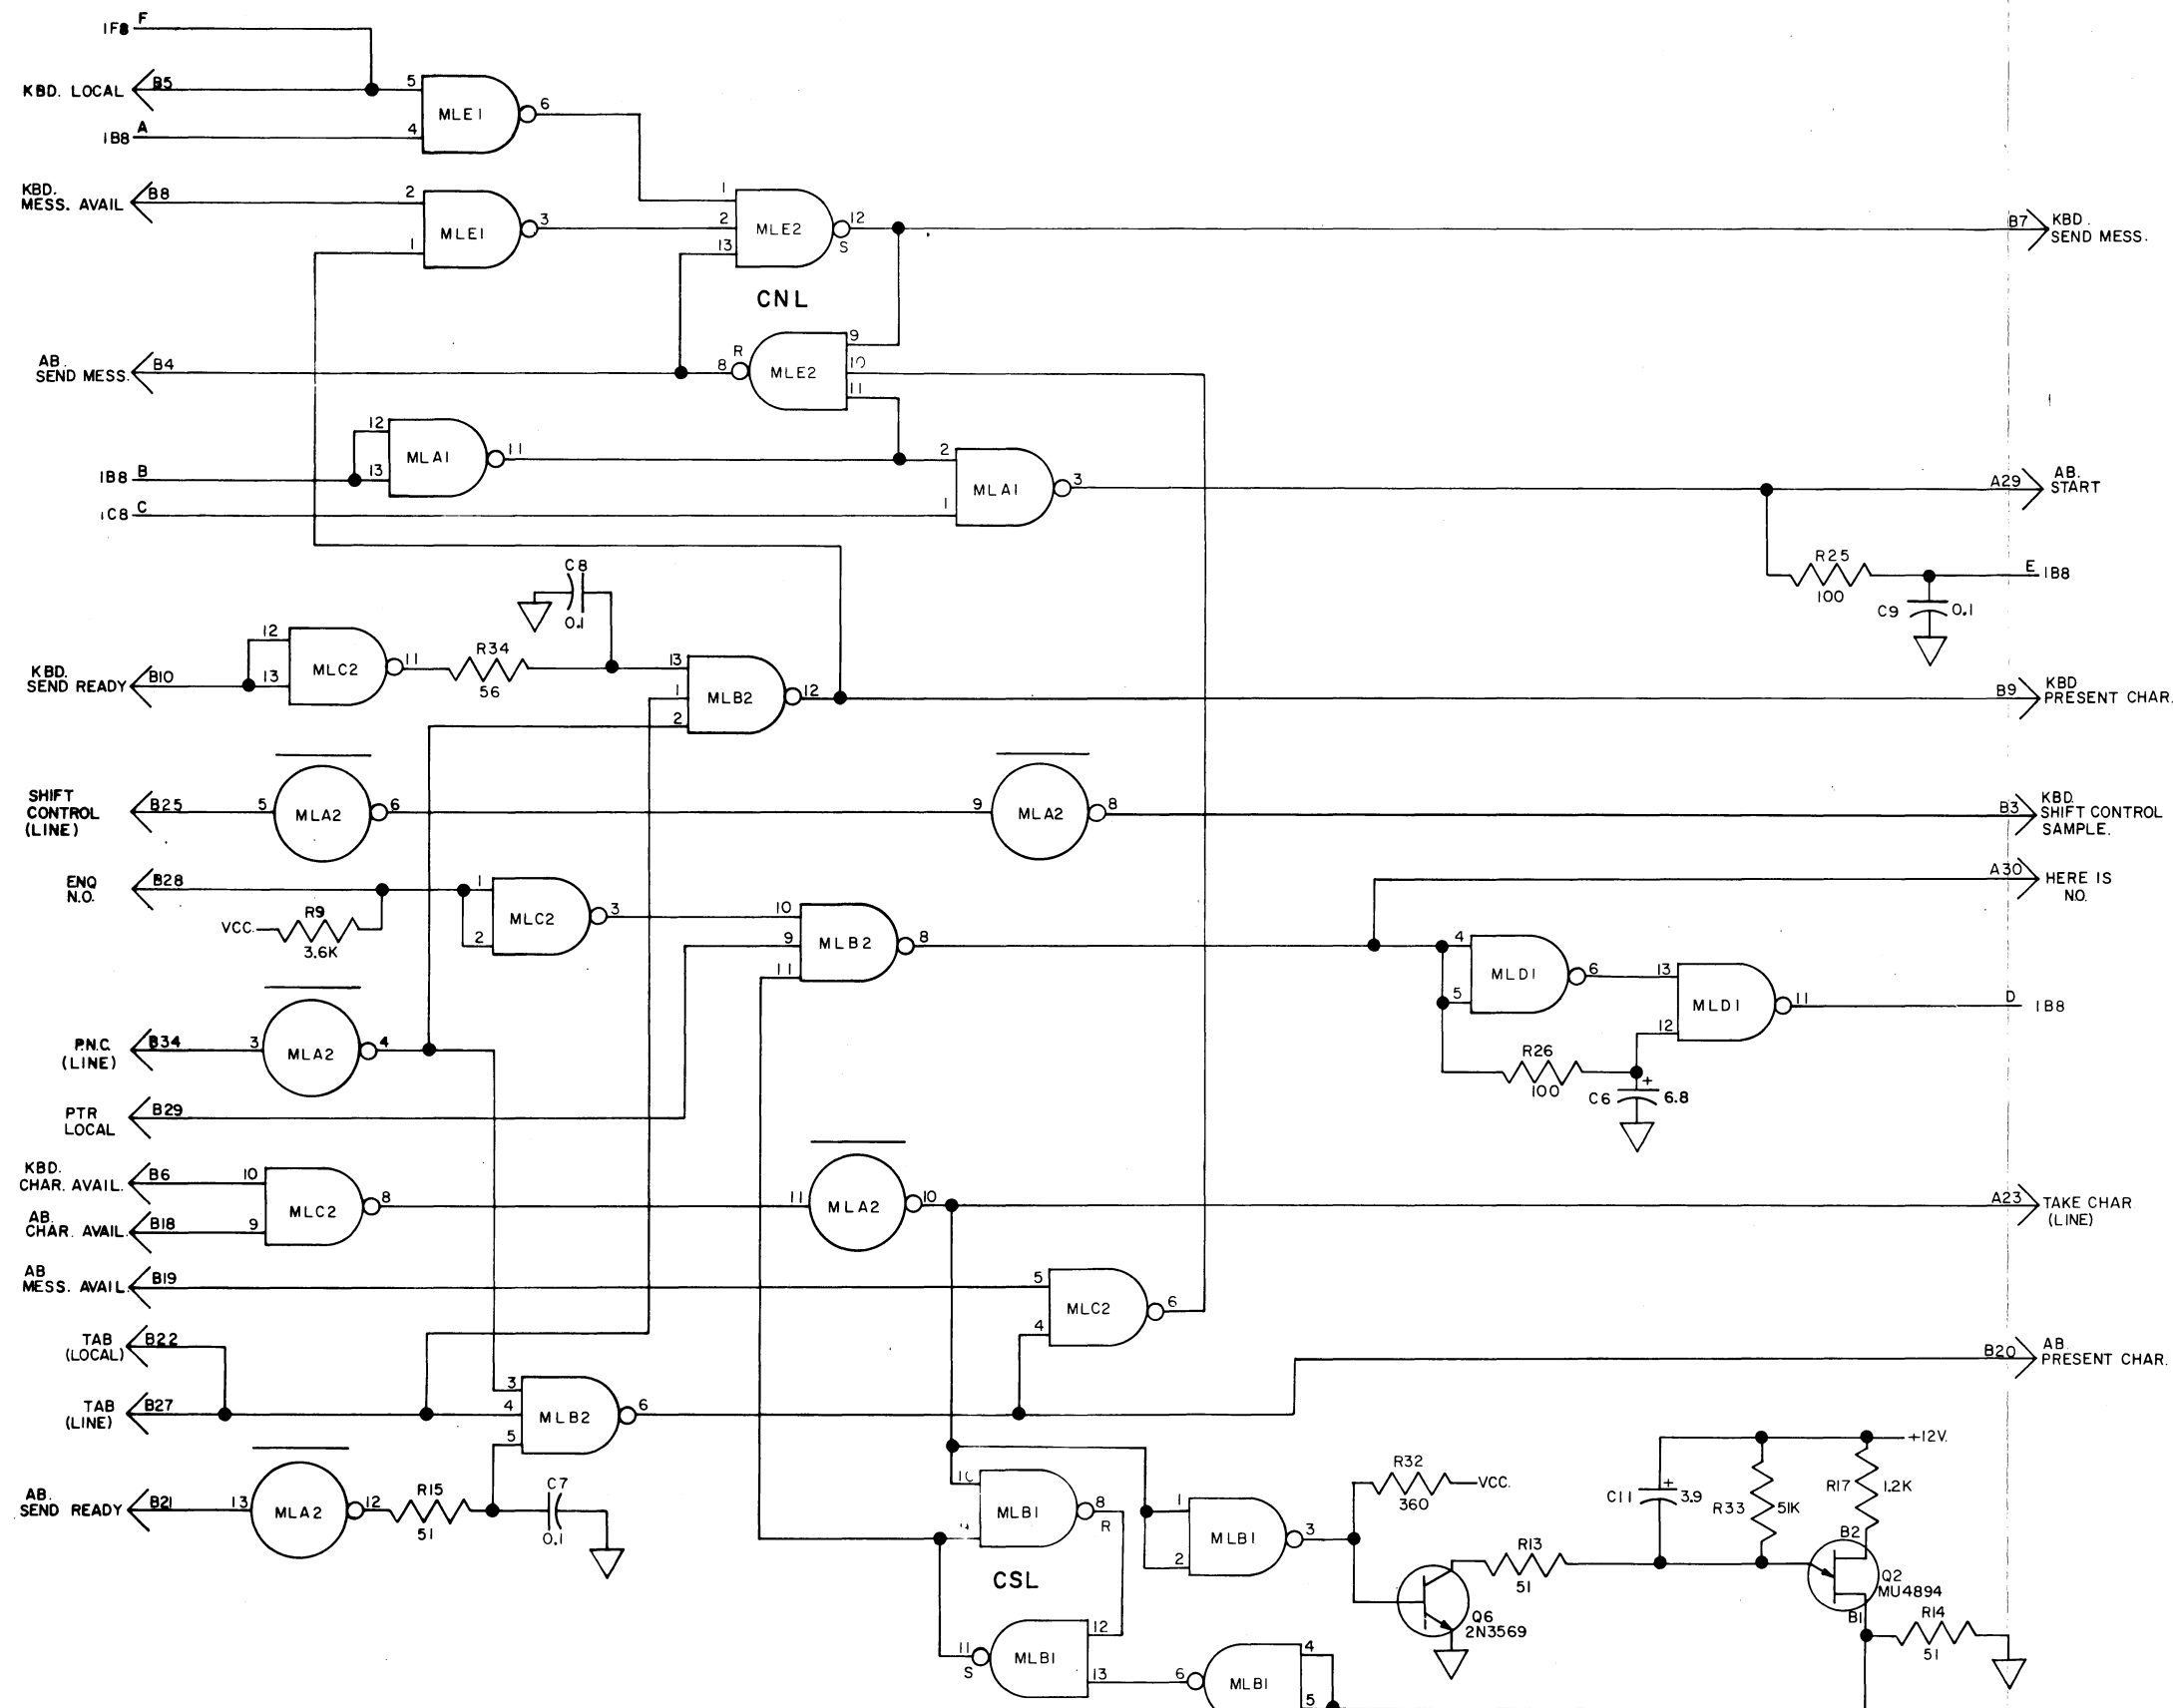 1F8 F
KBD. LOCAL B5
1B8 A
5
4
MLE1
6
KBD.
MESS. AVAIL B8
2
1
MLE1
3
1
2
13
MLE2
12
S
B7 KBD.
SEND MESS.
CNL
AB.
SEND MESS. B4
R
8
MLE2
9
10
11
1B8 B
12
13
MLA1
11
2
1
MLA1
3
A29 AB.
START
1C8 C
R25
100
E 1B8
C9
0.1
C8
0.1
KBD.
SEND READY B10
12
13
MLC2
11
R34
56
13
1
2
MLB2
12
B9 KBD
PRESENT CHAR.
SHIFT
CONTROL
(LINE)
B25
5
MLA2
6
9
MLA2
8
B3 KBD.
SHIFT CONTROL
SAMPLE.
ENQ
N.O.
B28
VCC.
R9
3.6K
1
2
MLC2
3
10
9
11
MLB2
8
A30 HERE IS
N.O.
4
5
MLD1
6
13
12
MLD1
11
D 1B8
R26
100
C6
+
6.8
P.N.C.
(LINE)
B34
3
MLA2
4
PTR
LOCAL
B29
KBD.
CHAR. AVAIL. B6
AB.
CHAR. AVAIL. B18
10
9
MLC2
8
11
MLA2
10
A23 TAKE CHAR
(LINE)
AB
MESS. AVAIL. B19
5
4
MLC2
6
TAB
(LOCAL)
B22
TAB
(LINE)
B27
3
4
5
MLB2
6
B20 AB.
PRESENT CHAR.
AB.
SEND READY B21
13
MLA2
12
R15
51
C7
0.1
10
MLB1
8
R
CSL
1
2
MLB1
3
R32
360
VCC.
R13
51
Q6
2N3569
C11
+
3.9
R33
51K
R17
1.2K
+12V.
B2
Q2
MU4894
B1
R14
51
11
S
MLB1
12
13
6
MLB1
4
5